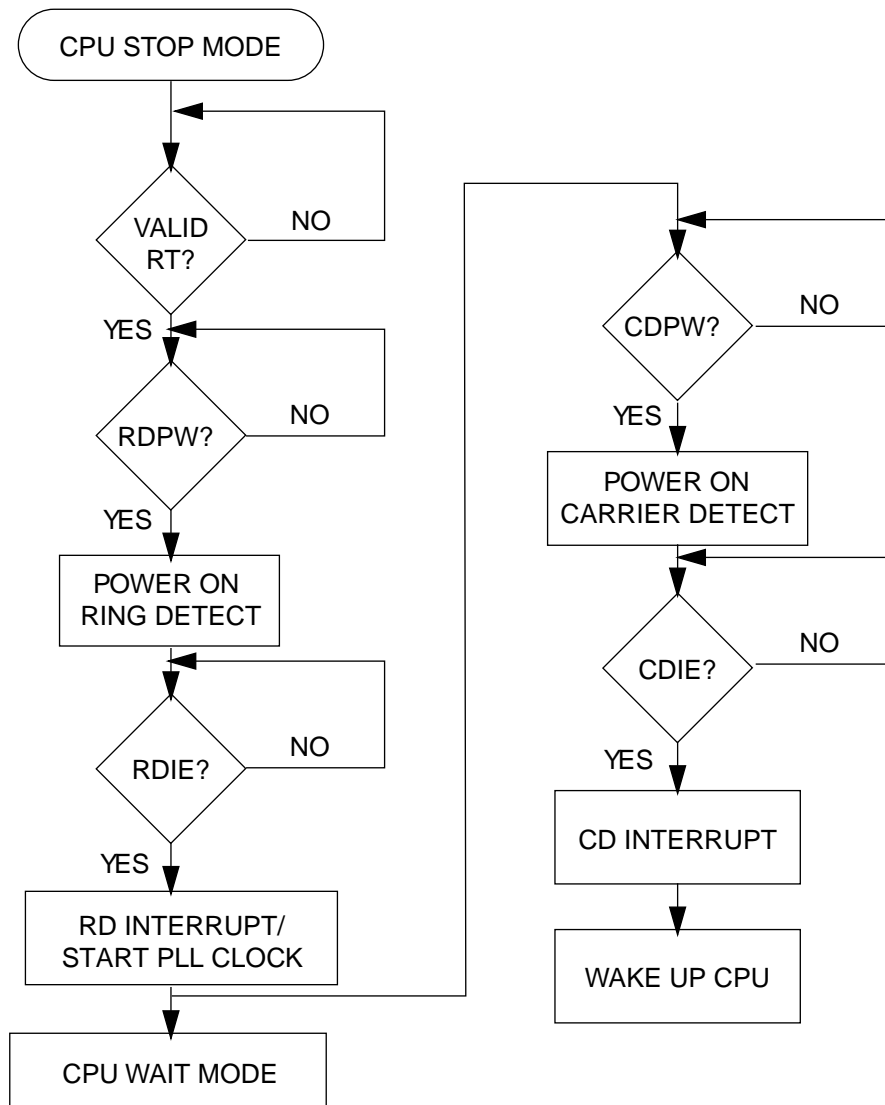 CPU STOP MODE
VALID
RT?
NO
YES
RDPW?
NO
YES
POWER ON
RING DETECT
RDIE?
NO
YES
RD INTERRUPT/
START PLL CLOCK
CPU WAIT MODE
CDPW?
NO
YES
POWER ON
CARRIER DETECT
CDIE?
NO
YES
CD INTERRUPT
WAKE UP CPU